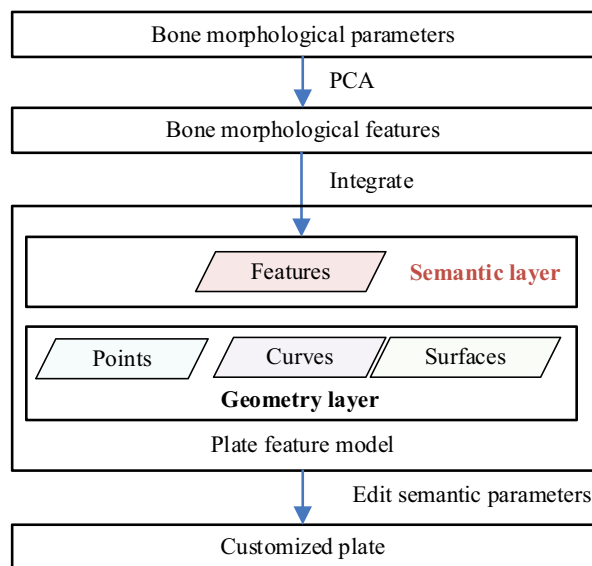 Bone morphological parameters
PCA
Bone morphological features
Integrate
Features
Semantic layer
Points
Curves
Surfaces
Geometry layer
Plate feature model
Edit semantic parameters
Customized plate